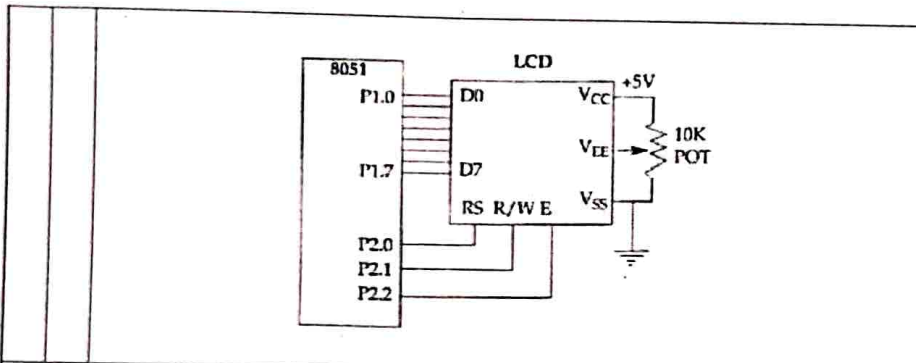 LCD
8051
+5V
P1.0
D0
VCC
10K
VEE
POT
P1.7
D7
VSS
RS R/W E
P2.0
P2.1
P2.2